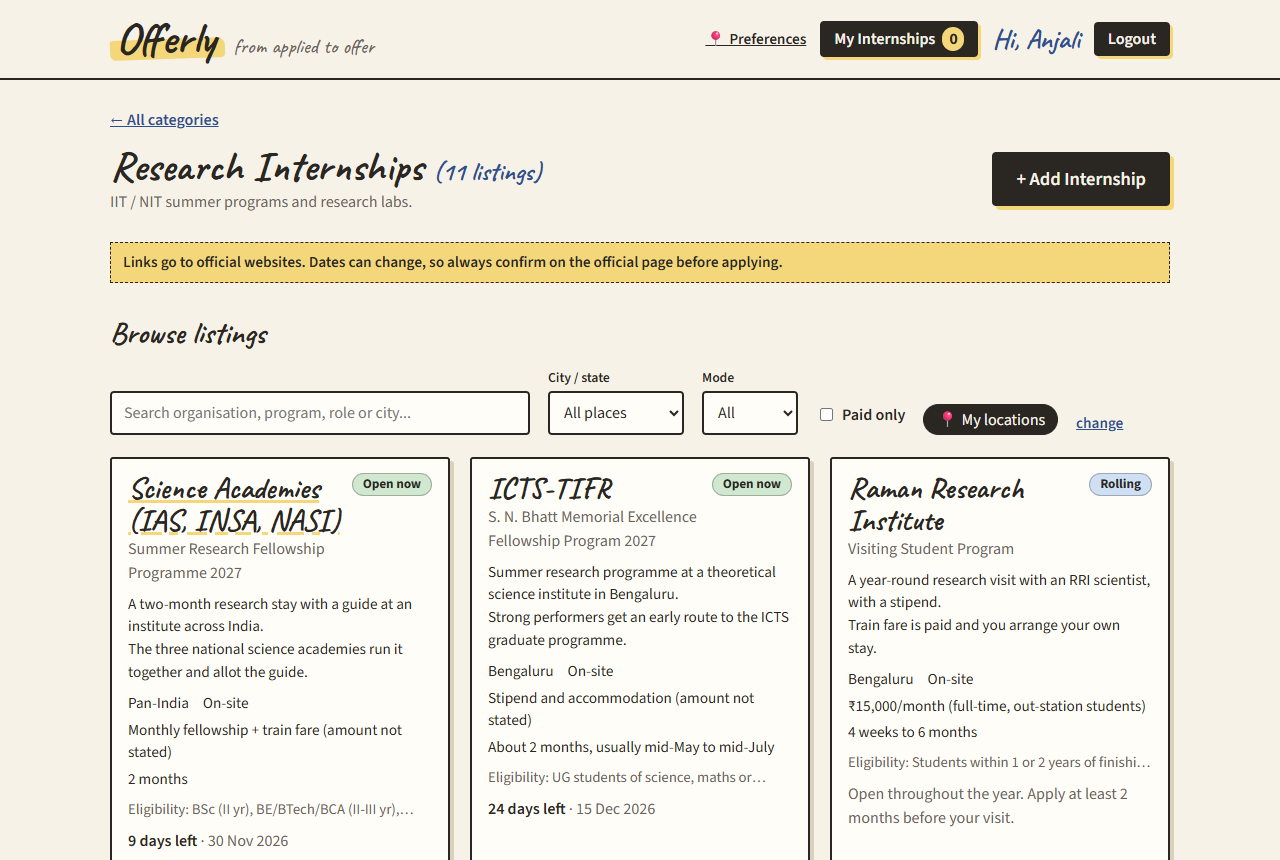 Offerly from applied to offer
📍 Preferences My Internships 0 Hi, Anjali Logout
← All categories
Research Internships (11 listings)
IIT / NIT summer programs and research labs.
+ Add Internship
Links go to official websites. Dates can change, so always confirm on the official page before applying.
Browse listings
Search organisation, program, role or city...
City / state
All places
Mode
All
Paid only
📍 My locations
change
Science Academies
(IAS, INSA, NASI)
Open now
Summer Research Fellowship
Programme 2027
A two-month research stay with a guide at an
institute across India.
The three national science academies run it
together and allot the guide.
Pan-India On-site
Monthly fellowship + train fare (amount not
stated)
2 months
Eligibility: BSc (II yr), BE/BTech/BCA (II-III yr),…
9 days left · 30 Nov 2026
ICTS-TIFR
Open now
S. N. Bhatt Memorial Excellence
Fellowship Program 2027
Summer research programme at a theoretical
science institute in Bengaluru.
Strong performers get an early route to the ICTS
graduate programme.
Bengaluru On-site
Stipend and accommodation (amount not
stated)
About 2 months, usually mid-May to mid-July
Eligibility: UG students of science, maths or…
24 days left · 15 Dec 2026
Raman Research
Institute
Rolling
Visiting Student Program
A year-round research visit with an RRI scientist,
with a stipend.
Train fare is paid and you arrange your own
stay.
Bengaluru On-site
₹15,000/month (full-time, out-station students)
4 weeks to 6 months
Eligibility: Students within 1 or 2 years of finishi…
Open throughout the year. Apply at least 2
months before your visit.